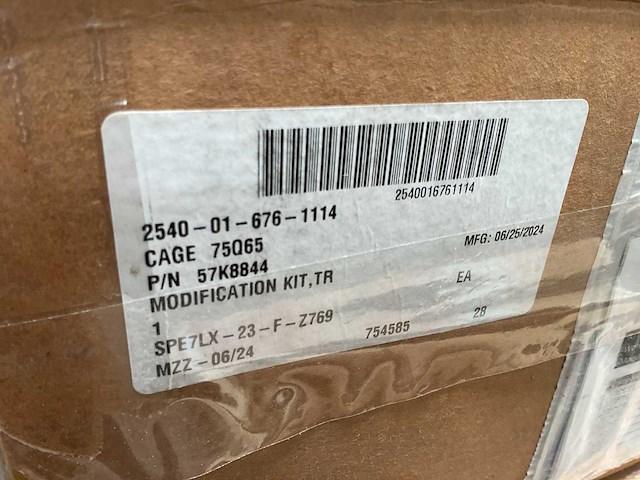 2540016761114
2540-01-676-1114
CAGE 75Q65
MFG: 06/25/2024
P/N 57K8844
MODIFICATION KIT,TR
EA
1
SPE7LX-23-F-Z769
754585
28
MZZ-06/24